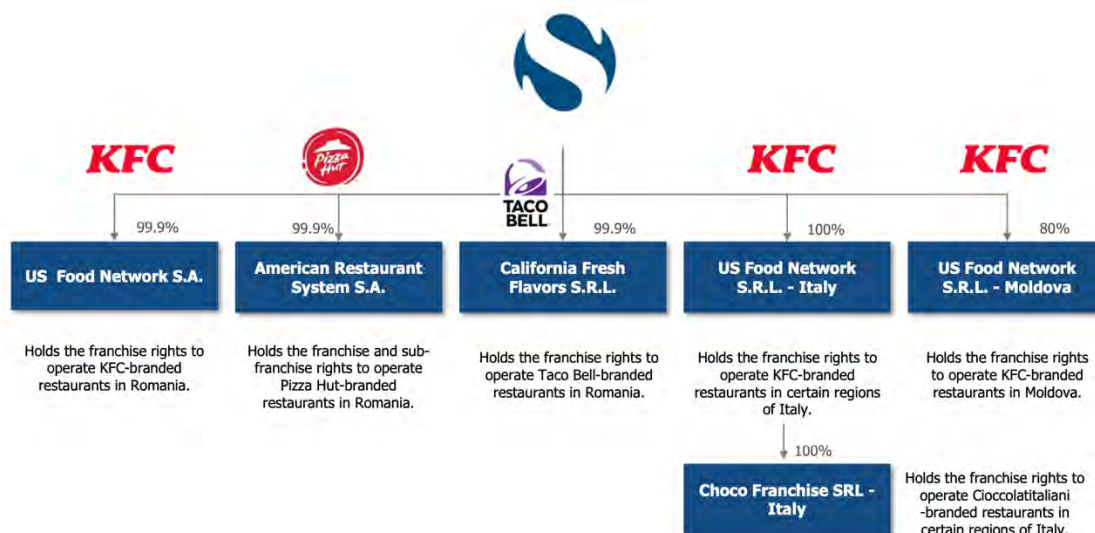 KFC
Pizza
Hut
TACO
BELL
KFC
KFC
99,9%
99.9%
99.9%
100%
80%
US Food Network S.A.
American Restaurant
System S.A.
California Fresh
Flavors S.R.L.
US Food Network
S.R.L. - Italy
US Food Network
S.R.L. - Moldova
Holds the franchise rights to
operate KFC-branded
restaurants in Romania.
Holds the franchise and sub-
franchise rights to operate
Pizza Hut-branded
restaurants in Romania.
Holds the franchise rights to
operate Taco Bell-branded
restaurants in Romania.
Holds the franchise rights to
operate KFC-branded
restaurants in certain regions
of Italy.
Holds the franchise rights
to operate KFC-branded
restaurants in Moldova.
100%
Choco Franchise SRL -
Italy
Holds the franchise rights to
operate Cioccolatitaliani
-branded restaurants in
certain regions of Italy.